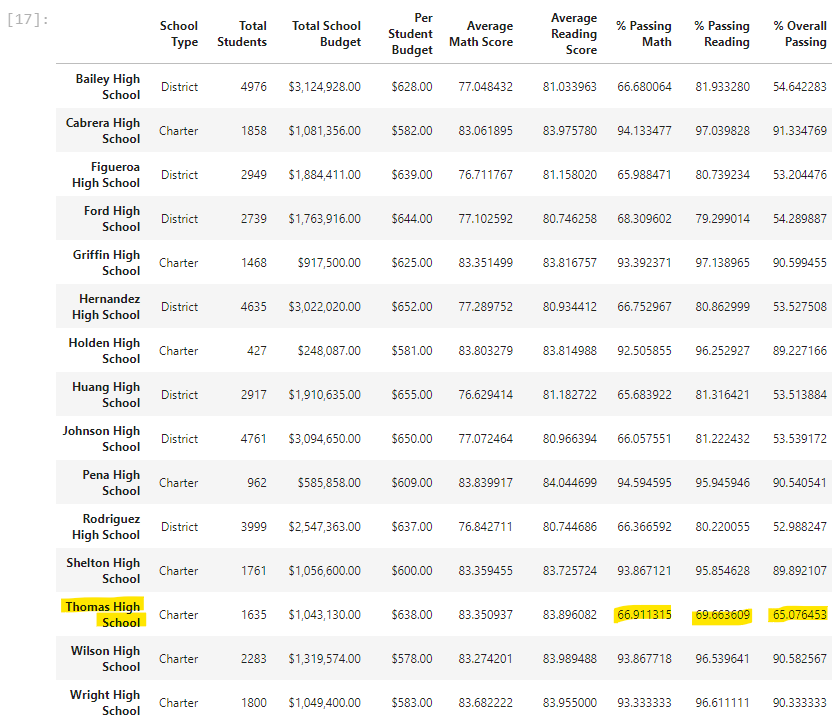 [17]:
School Type Total Students Total School Budget Per Student Budget Average Math Score Average Reading Score % Passing Math % Passing Reading % Overall Passing
Bailey High School District 4976 $3,124,928.00 $628.00 77.048432 81.033963 66.680064 81.933280 54.642283
Cabrera High School Charter 1858 $1,081,356.00 $582.00 83.061895 83.975780 94.133477 97.039828 91.334769
Figueroa High School District 2949 $1,884,411.00 $639.00 76.711767 81.158020 65.988471 80.739234 53.204476
Ford High School District 2739 $1,763,916.00 $644.00 77.102592 80.746258 68.309602 79.299014 54.289887
Griffin High School Charter 1468 $917,500.00 $625.00 83.351499 83.816757 93.392371 97.138965 90.599455
Hernandez High School District 4635 $3,022,020.00 $652.00 77.289752 80.934412 66.752967 80.862999 53.527508
Holden High School Charter 427 $248,087.00 $581.00 83.803279 83.814988 92.505855 96.252927 89.227166
Huang High School District 2917 $1,910,635.00 $655.00 76.629414 81.182722 65.683922 81.316421 53.513884
Johnson High School District 4761 $3,094,650.00 $650.00 77.072464 80.966394 66.057551 81.222432 53.539172
Pena High School Charter 962 $585,858.00 $609.00 83.839917 84.044699 94.594595 95.945946 90.540541
Rodriguez High School District 3999 $2,547,363.00 $637.00 76.842711 80.744686 66.366592 80.220055 52.988247
Shelton High School Charter 1761 $1,056,600.00 $600.00 83.359455 83.725724 93.867121 95.854628 89.892107
Thomas High School Charter 1635 $1,043,130.00 $638.00 83.350937 83.896082 66.911315 69.663609 65.076453
Wilson High School Charter 2283 $1,319,574.00 $578.00 83.274201 83.989488 93.867718 96.539641 90.582567
Wright High School Charter 1800 $1,049,400.00 $583.00 83.682222 83.955000 93.333333 96.611111 90.333333